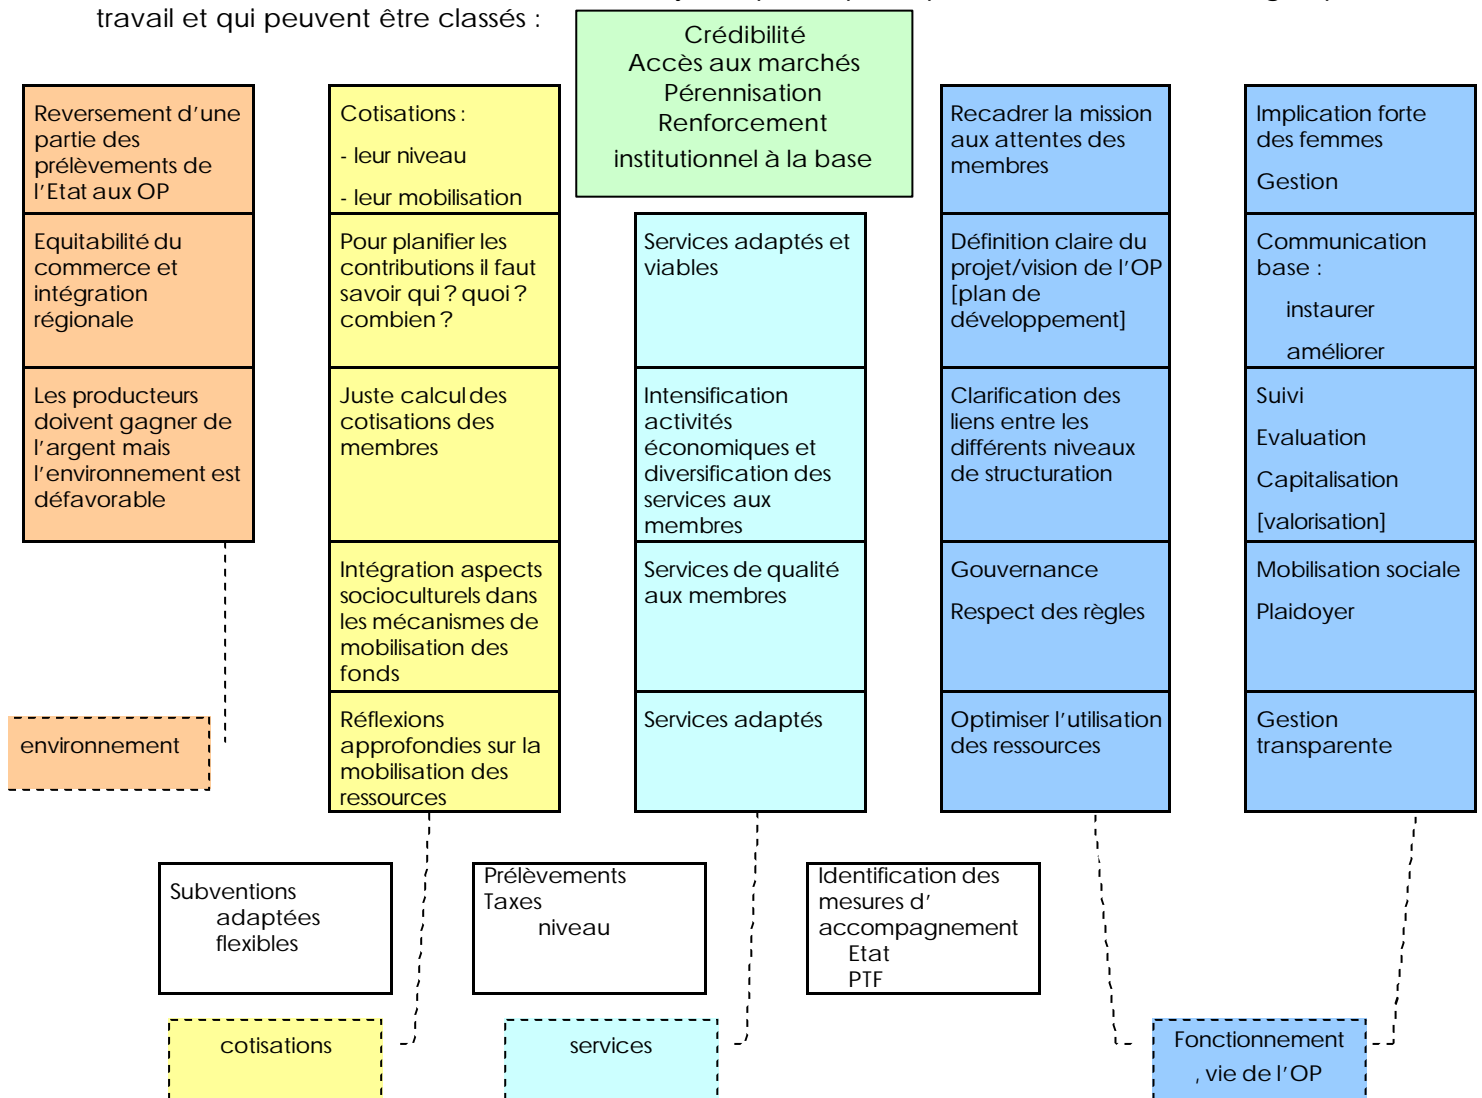 travail et qui peuvent être classés :
Crédibilité
Accès aux marchés
Pérennisation
Renforcement
institutionnel à la base
Reversement d’une
partie des
prélèvements de
l’Etat aux OP
Equitabilité du
commerce et
intégration
régionale
Les producteurs
doivent gagner de
l’argent mais
l’environnement est
défavorable
environnement
Cotisations :
- leur niveau
- leur mobilisation
Pour planifier les
contributions il faut
savoir qui ? quoi ?
combien ?
Juste calcul des
cotisations des
membres
Intégration aspects
socioculturels dans
les mécanismes de
mobilisation des
fonds
Réflexions
approfondies sur la
mobilisation des
ressources
Services adaptés et
viables
Intensification
activités
économiques et
diversification des
services aux
membres
Services de qualité
aux membres
Services adaptés
Recadrer la mission
aux attentes des
membres
Définition claire du
projet/vision de l’OP
[plan de
développement]
Clarification des
liens entre les
différents niveaux
de structuration
Gouvernance
Respect des règles
Optimiser l’utilisation
des ressources
Implication forte
des femmes
Gestion
Communication
base :
instaurer
améliorer
Suivi
Evaluation
Capitalisation
[valorisation]
Mobilisation sociale
Plaidoyer
Gestion
transparente
Subventions
adaptées
flexibles
Prélèvements
Taxes
niveau
Identification des
mesures d’
accompagnement
Etat
PTF
cotisations
services
Fonctionnement
, vie de l’OP